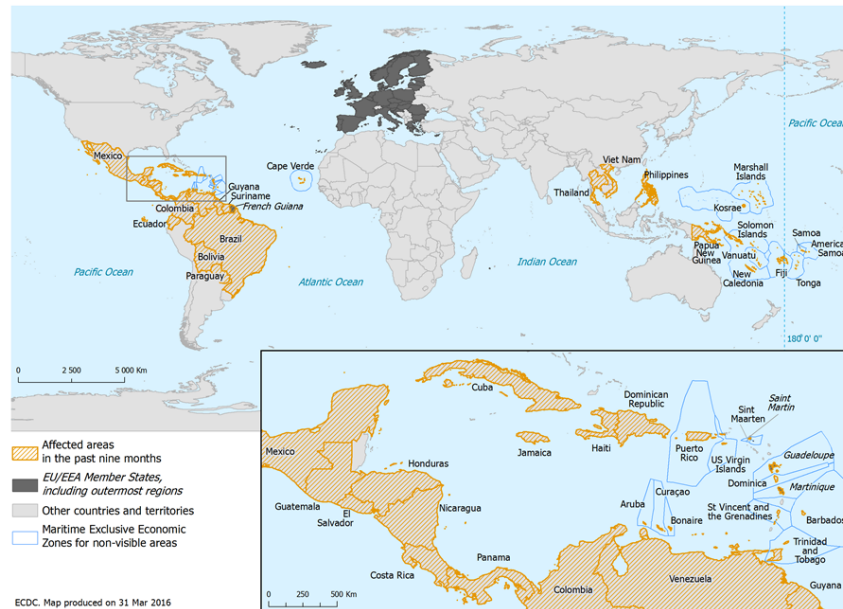 Pacific Ocean
Mexico
Cape Verde
Viet Nam
Philippines
Marshall
Islands
Guyana
Suriname
French Guiana
Colombia
Thailand
Kosrae
Ecuador
Solomon
Islands
Samoa
American
Samoa
Brazil
Papua
New
Guinea
Vanuatu
Indian Ocean
Pacific Ocean
Bolivia
Atlantic Ocean
Paraguay
New
Caledonia
Fiji
Tonga
180° 0' 0"
0 2 500 5 000 Km
Cuba
Dominican
Republic
Sint
Maarten
Saint
Martin
Affected areas
in the past nine months
EU/EEA Member States,
including outermost regions
Other countries and territories
Maritime Exclusive Economic
Zones for non-visible areas
Mexico
Jamaica
Haiti
Puerto
Rico
US Virgin
Islands
Guadeloupe
Honduras
Dominica
Martinique
Guatemala
El
Salvador
Nicaragua
Aruba
Curaçao
Bonaire
St Vincent and
the Grenadines
Barbados
Trinidad
and
Tobago
Costa Rica
Panama
Colombia
Venezuela
Guyana
0 250 500 Km
ECDC. Map produced on 31 Mar 2016